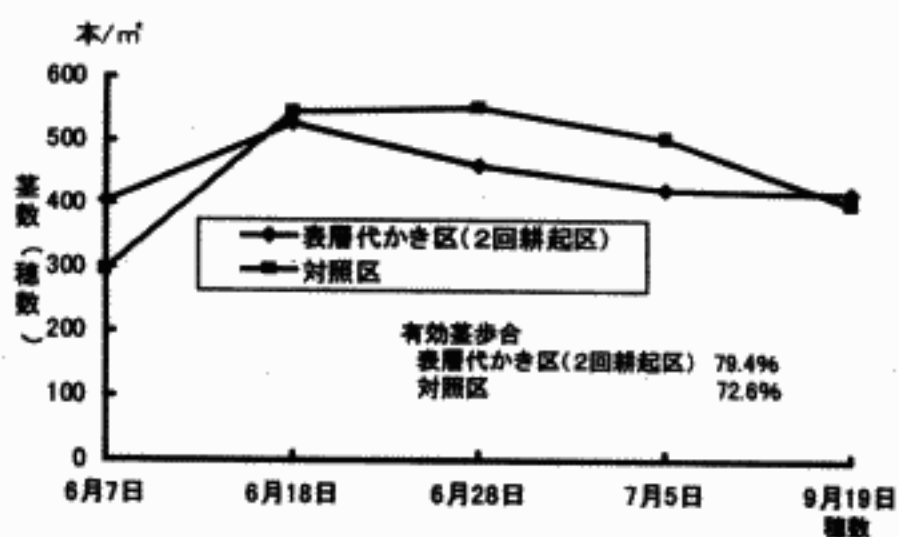 本/㎡
600
500
400
300
200
100
0
茎数(穂数)
表層代かき区(2回耕起区)
対照区
有効茎歩合
表層代かき区(2回耕起区) 79.4%
対照区 72.6%
6月7日 6月18日 6月28日 7月5日 9月19日
穂数